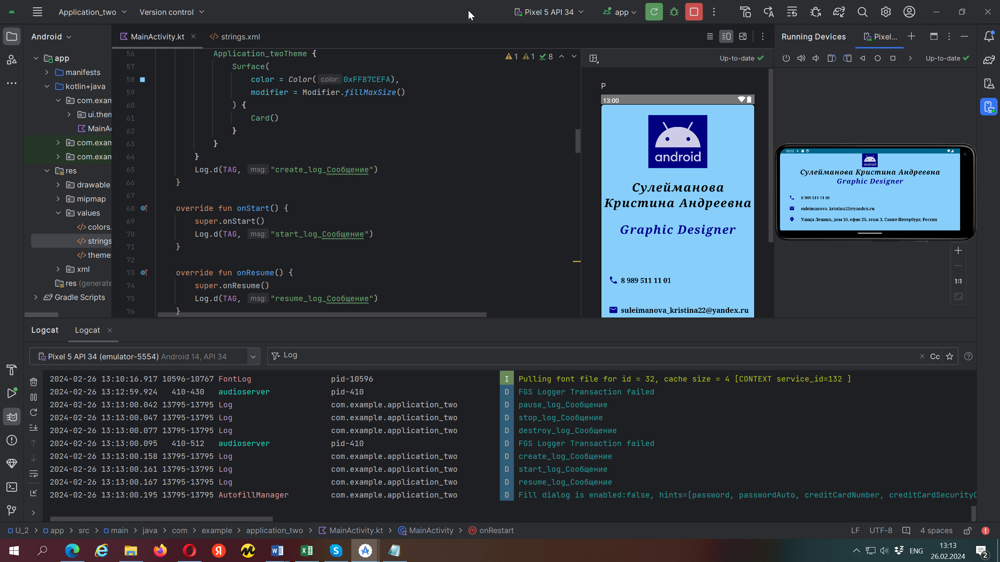 Application_two
Version control
Pixel 5 API 34
app
Android
MainActivity.kt
strings.xml
Running Devices
Pixel...
app
manifests
kotlin+java
com.exam
ui.them
MainAc
com.exam
com.exam
res
drawable
mipmap
values
colors.
strings
themes
xml
res (generate
Gradle Scripts
1 1 8
56 Application_twoTheme {
57 Surface(
58 color = Color( color: 0xFF87CEFA),
59 modifier = Modifier.fillMaxSize()
60 ) {
61 Card()
62 }
63 }
64 }
65 Log.d(TAG, msg: "create_log_Сообщение")
66 }
67
68 override fun onStart() {
69 super.onStart()
70 Log.d(TAG, msg: "start_log_Сообщение")
71 }
72
73 override fun onResume() {
74 super.onResume()
75 Log.d(TAG, msg: "resume_log_Сообщение")
76 }
Up-to-date
P
13:00
android
Сулейманова
Кристина Андреевна
Graphic Designer
8 989 511 11 01
suleimanova_kristina22@yandex.ru
Up-to-date
10:13
android
Сулейманова Кристина Андреевна
Graphic Designer
8 989 511 11 01
suleimanova_kristina22@yandex.ru
Улица Ленина, дом 10, офис 25, этаж 3, Санкт-Петербург, Россия
1:1
Logcat
Logcat
Pixel 5 API 34 (emulator-5554) Android 14, API 34
Log
Cc
2024-02-26 13:10:16.917 10596-10767 FontLog pid-10596 I Pulling font file for id = 32, cache size = 4 [CONTEXT service_id=132 ]
2024-02-26 13:12:59.924 410-430 audioserver pid-410 D FGS Logger Transaction failed
2024-02-26 13:13:00.042 13795-13795 Log com.example.application_two D pause_log_Сообщение
2024-02-26 13:13:00.047 13795-13795 Log com.example.application_two D stop_log_Сообщение
2024-02-26 13:13:00.077 13795-13795 Log com.example.application_two D destroy_log_Сообщение
2024-02-26 13:13:00.095 410-512 audioserver pid-410 D FGS Logger Transaction failed
2024-02-26 13:13:00.158 13795-13795 Log com.example.application_two D create_log_Сообщение
2024-02-26 13:13:00.161 13795-13795 Log com.example.application_two D start_log_Сообщение
2024-02-26 13:13:00.167 13795-13795 Log com.example.application_two D resume_log_Сообщение
2024-02-26 13:13:00.195 13795-13795 AutofillManager com.example.application_two D Fill dialog is enabled:false, hints=[password, passwordAuto, creditCardNumber, creditCardSecurityC
U_2 > app > src > main > java > com > example > application_two > MainActivity.kt > MainActivity > onRestart
LF UTF-8 4 spaces
ENG
13:13
26.02.2024
2